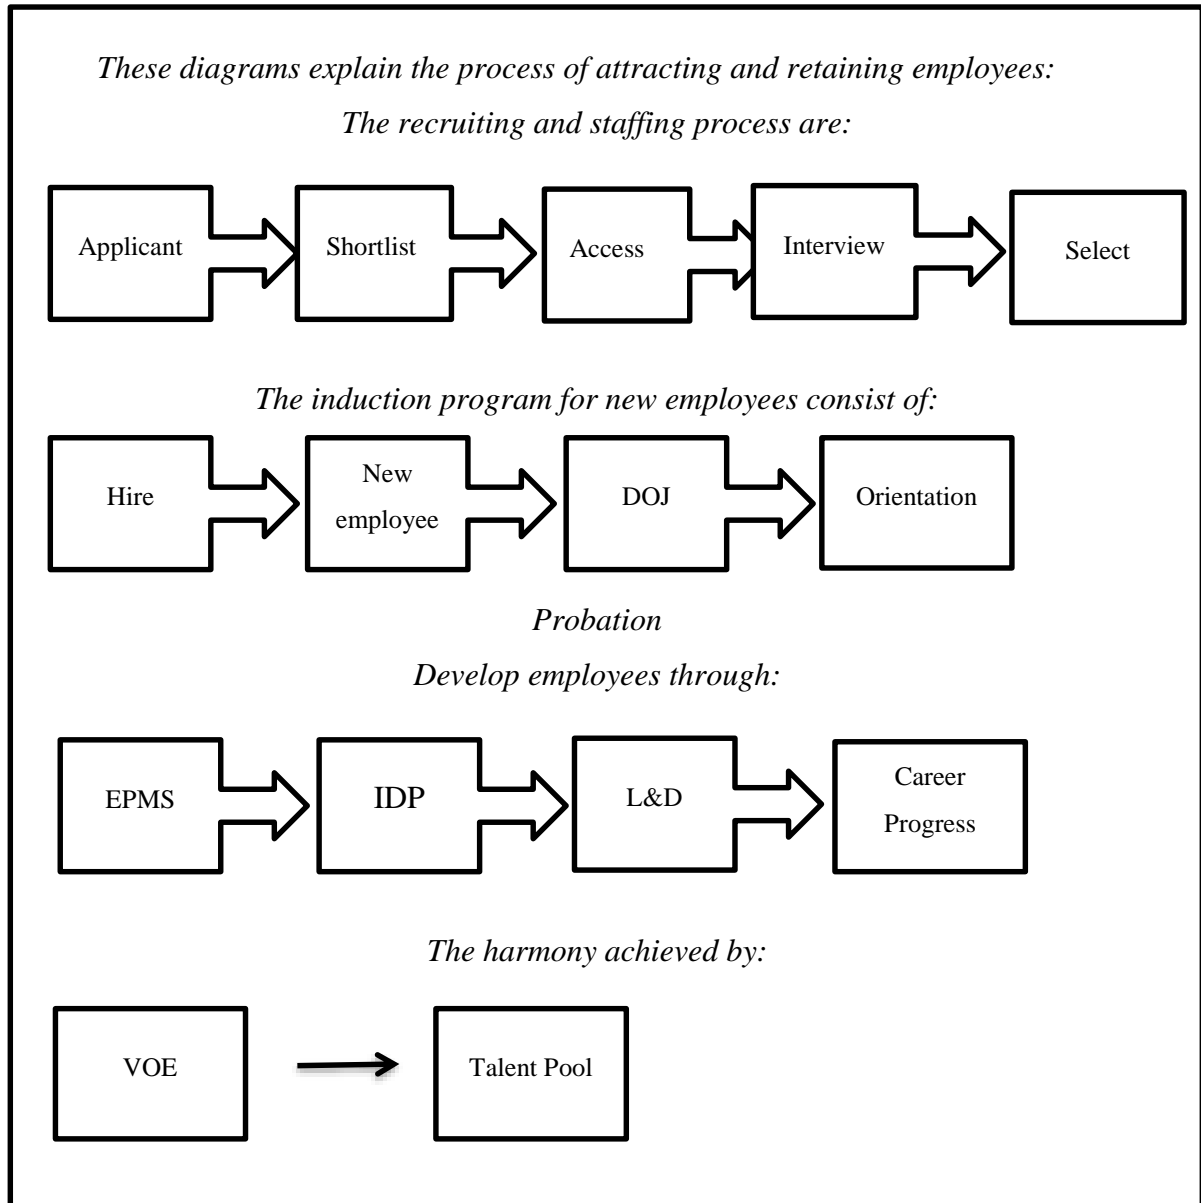 These diagrams explain the process of attracting and retaining employees:
The recruiting and staffing process are:
Applicant
Shortlist
Access
Interview
Select
The induction program for new employees consist of:
Hire
New
employee
DOJ
Orientation
Probation
Develop employees through:
EPMS
IDP
L&D
Career
Progress
The harmony achieved by:
VOE
Talent Pool